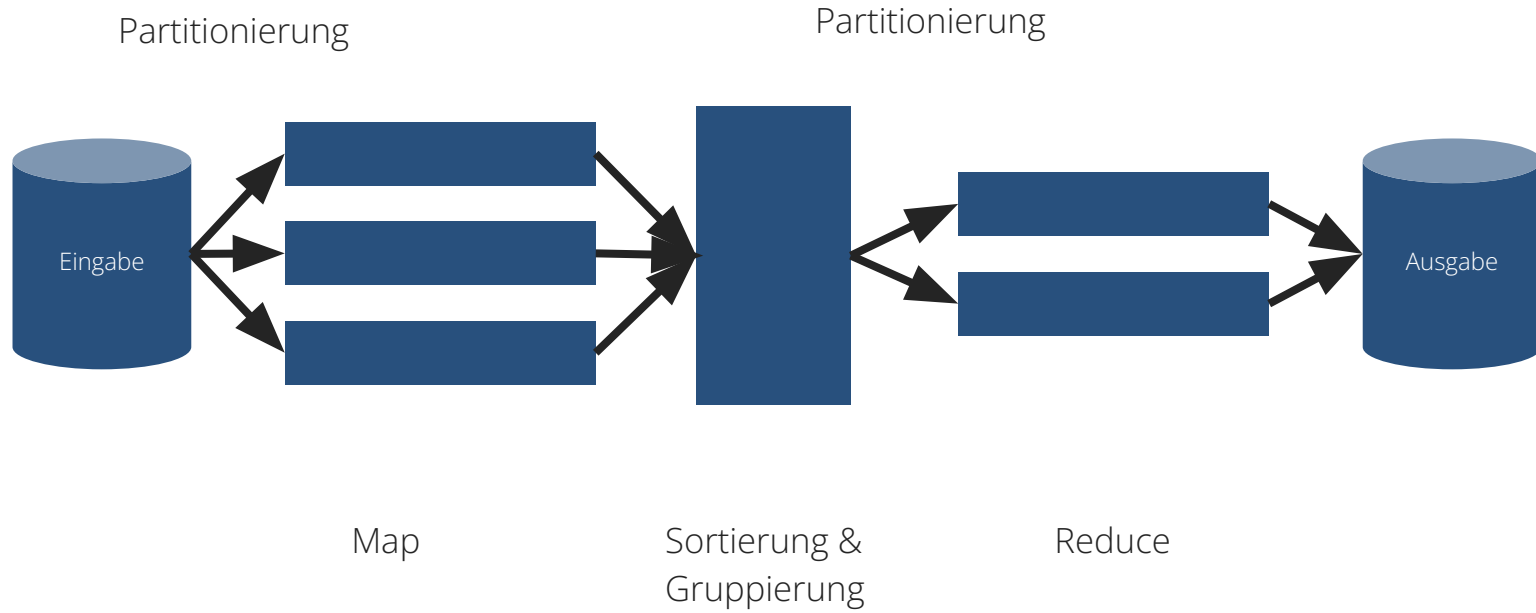 Partitionierung
Partitionierung
Eingabe
Ausgabe
Map
Sortierung &
Gruppierung
Reduce